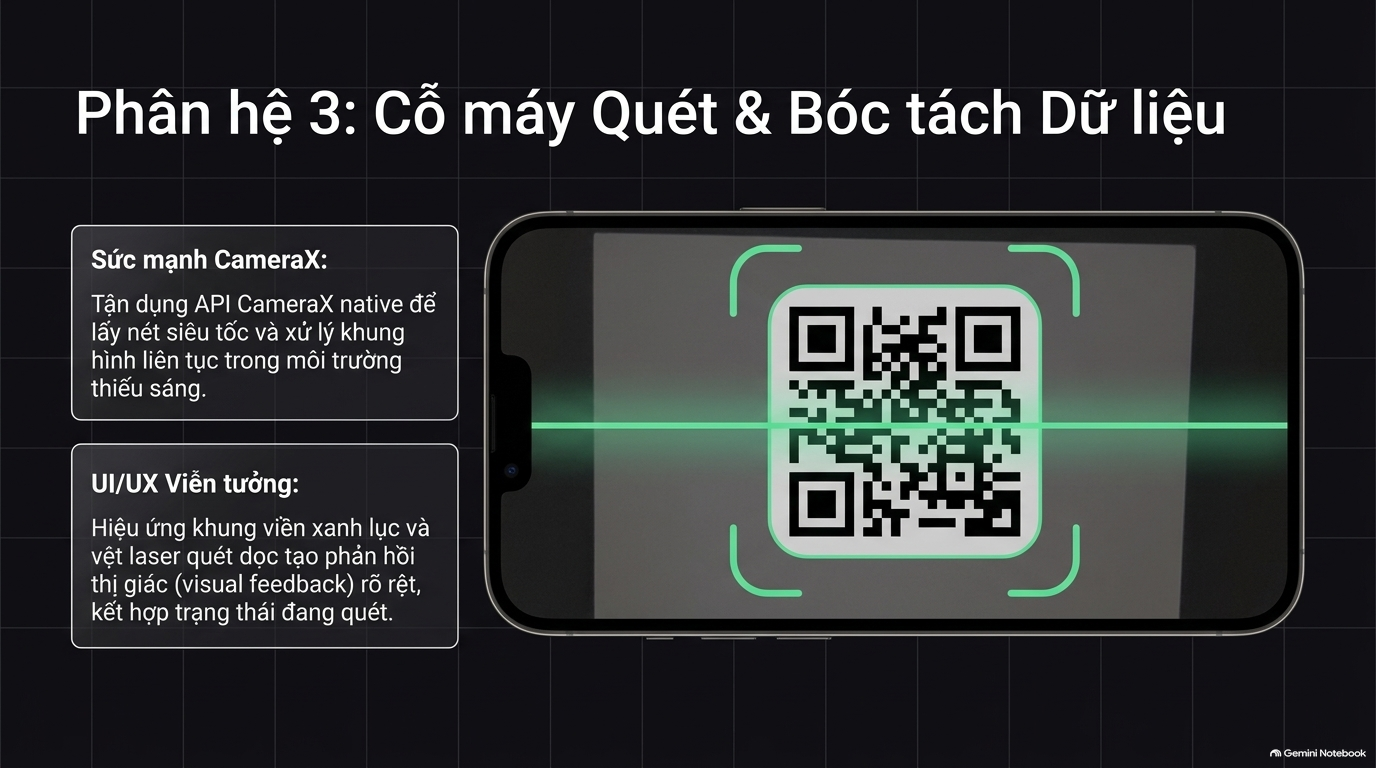 Phân hệ 3: Cỗ máy Quét & Bóc tách Dữ liệu
Sức mạnh CameraX:
Tận dụng API CameraX native để
lấy nét siêu tốc và xử lý khung
hình liên tục trong môi trường
thiếu sáng.
UI/UX Viễn tưởng:
Hiệu ứng khung viền xanh lục và
vệt laser quét dọc tạo phản hồi
thị giác (visual feedback) rõ rệt,
kết hợp trạng thái đang quét.
Gemini Notebook